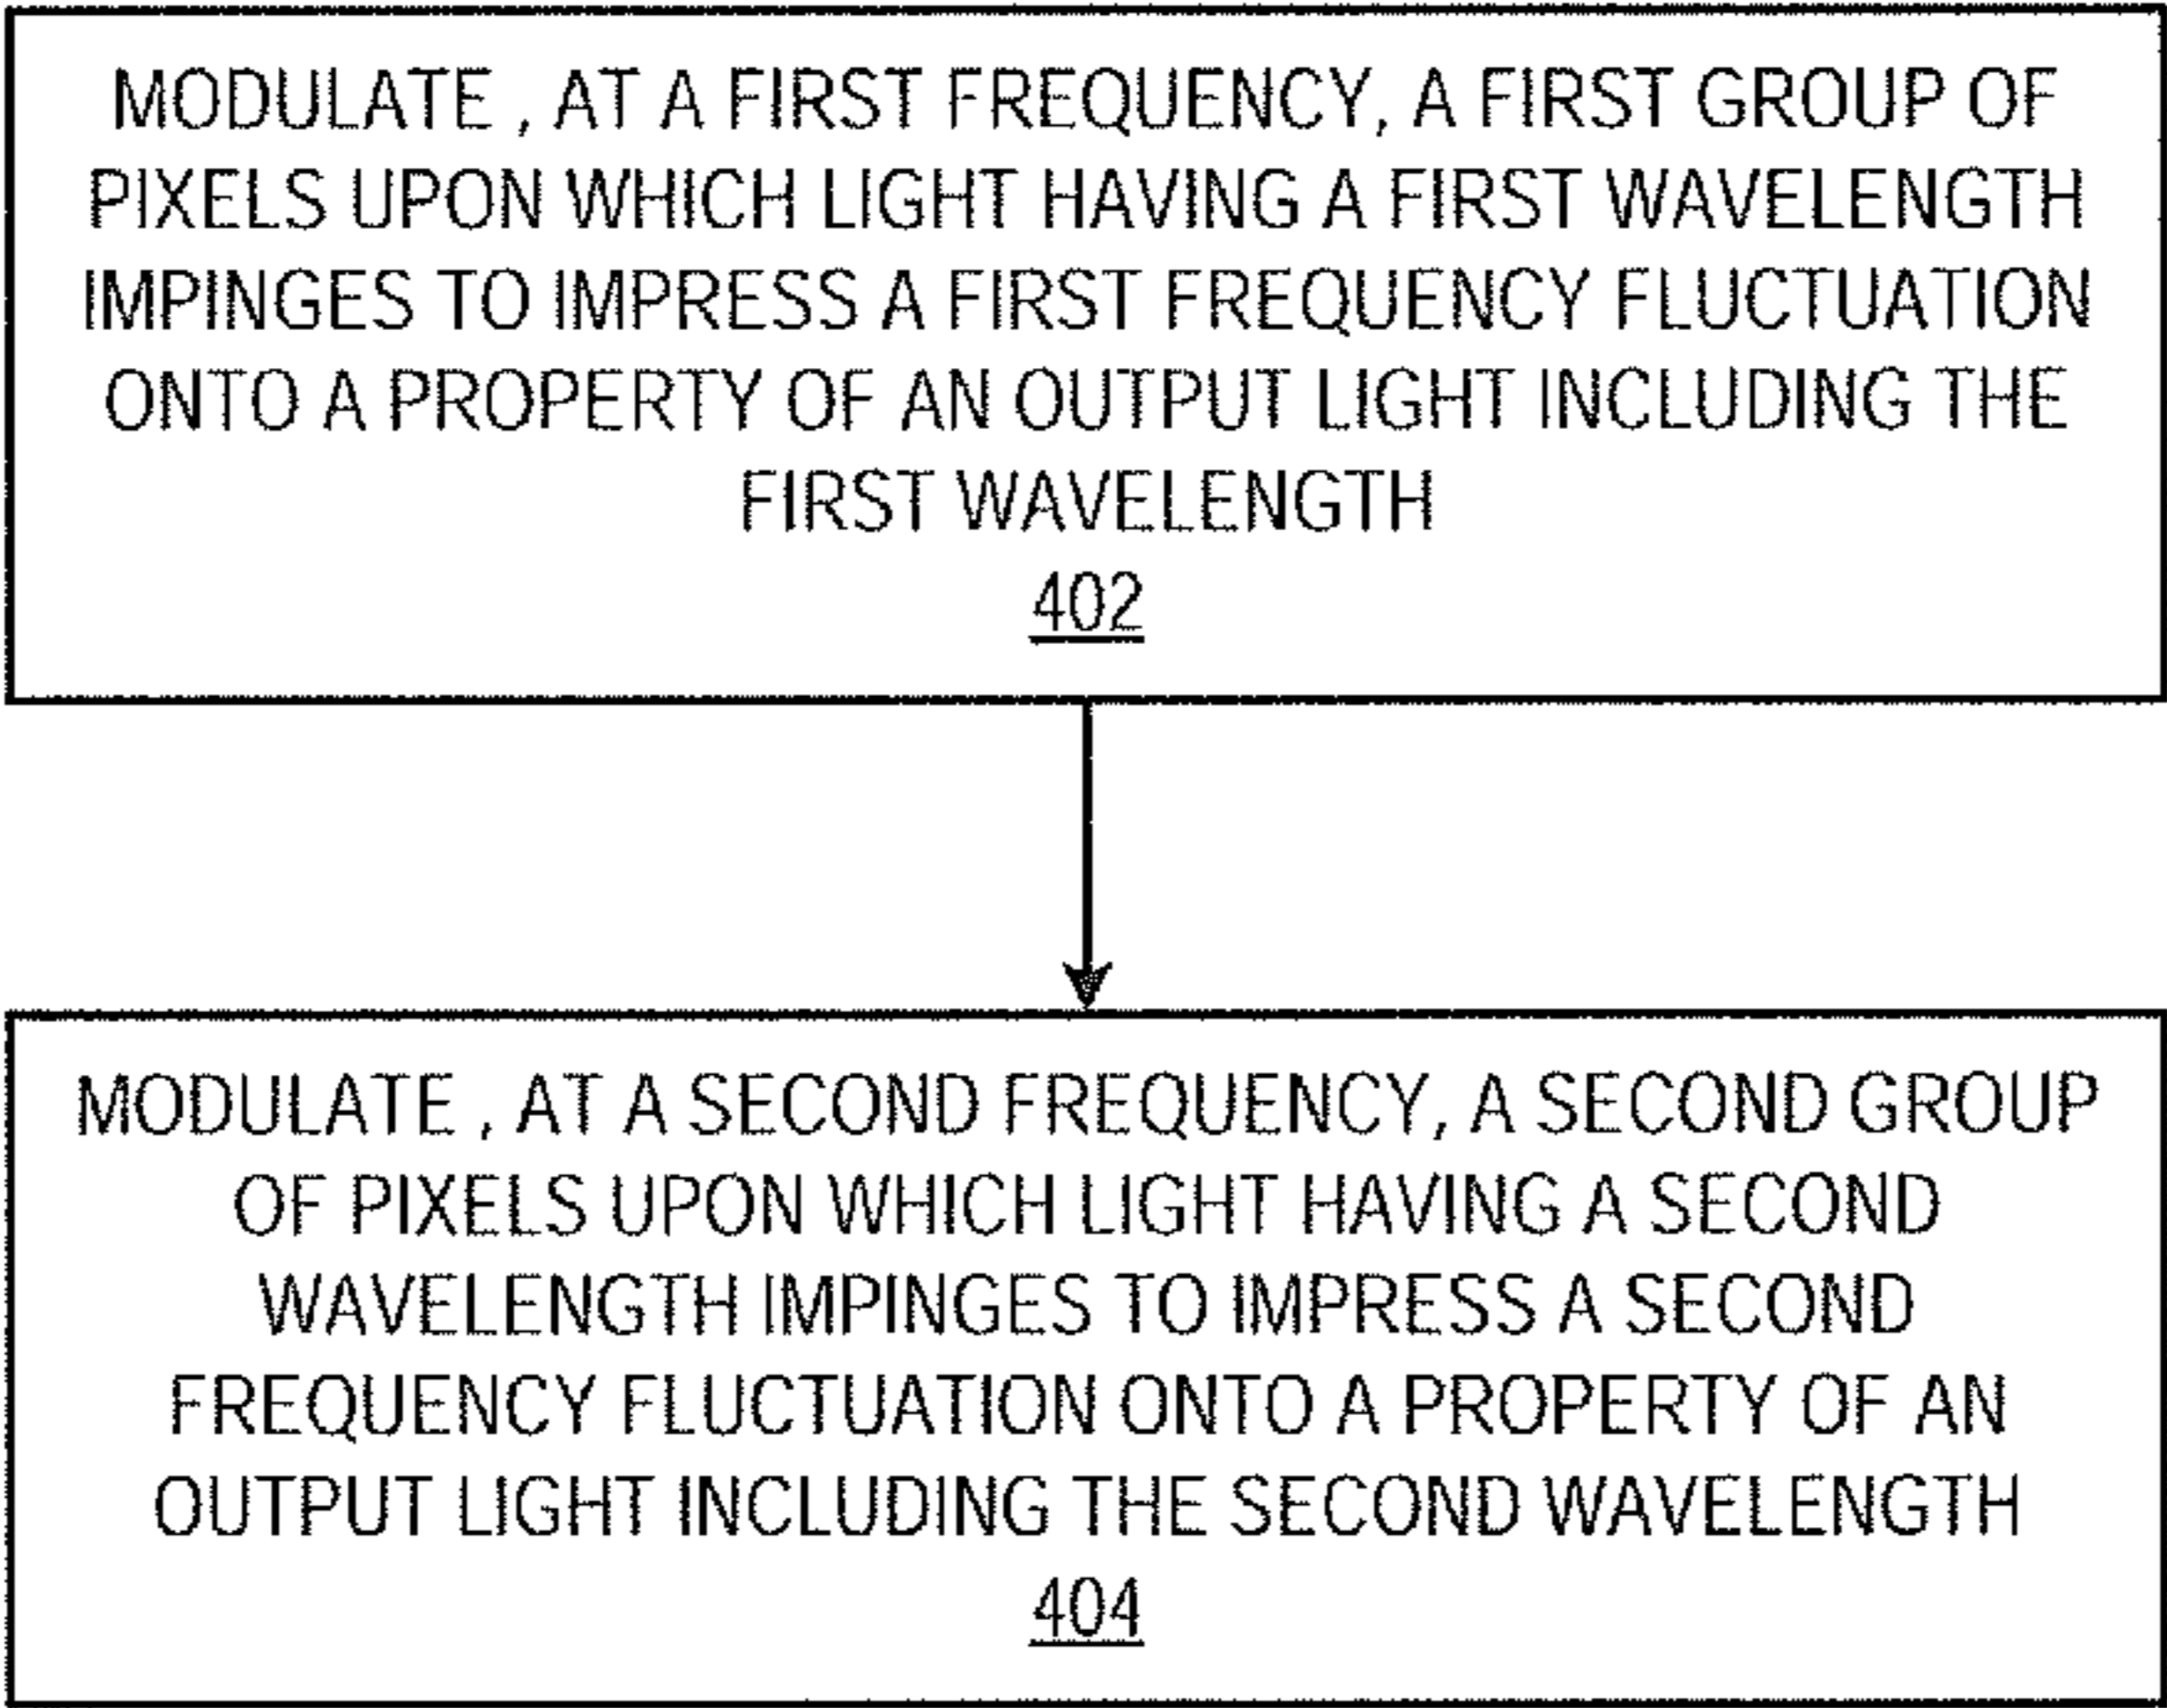 MODULATE , AT A FIRST FREQUENCY, A FIRST GROUP OF
PIXELS UPON WHICH LIGHT HAVING A FIRST WAVELENGTH
IMPINGES TO IMPRESS A FIRST FREQUENCY FLUCTUATION
ONTO A PROPERTY OF AN OUTPUT LIGHT INCLUDING THE
FIRST WAVELENGTH
402
MODULATE , AT A SECOND FREQUENCY, A SECOND GROUP
OF PIXELS UPON WHICH LIGHT HAVING A SECOND
WAVELENGTH IMPINGES TO IMPRESS A SECOND
FREQUENCY FLUCTUATION ONTO A PROPERTY OF AN
OUTPUT LIGHT INCLUDING THE SECOND WAVELENGTH
404